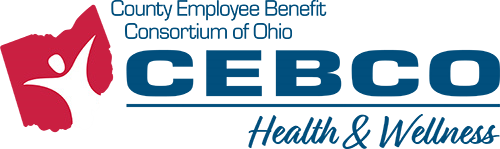 County Employee Benefit
Consortium of Ohio
CEBCO
Health & Wellness